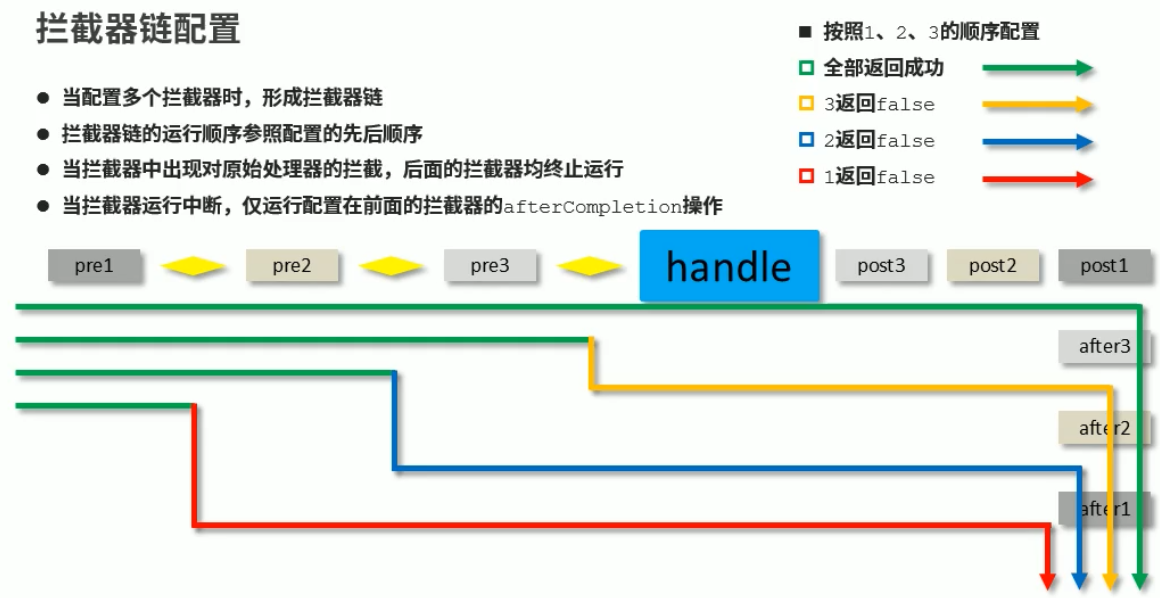 拦截器链配置
当配置多个拦截器时，形成拦截器链
拦截器链的运行顺序参照配置的先后顺序
当拦截器中出现对原始处理器的拦截，后面的拦截器均终止运行
当拦截器运行中断，仅运行配置在前面的拦截器的afterCompletion操作
按照1、2、3的顺序配置
全部返回成功
3返回false
2返回false
1返回false
pre1
pre2
pre3
handle
post3
post2
post1
after3
after2
after1